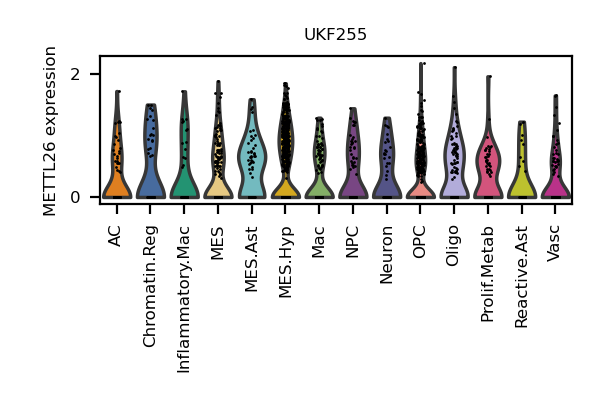 UKF255
METTL26 expression
2
0
AC
Chromatin.Reg
Inflammatory.Mac
MES
MES.Ast
MES.Hyp
Mac
NPC
Neuron
OPC
Oligo
Prolif.Metab
Reactive.Ast
Vasc